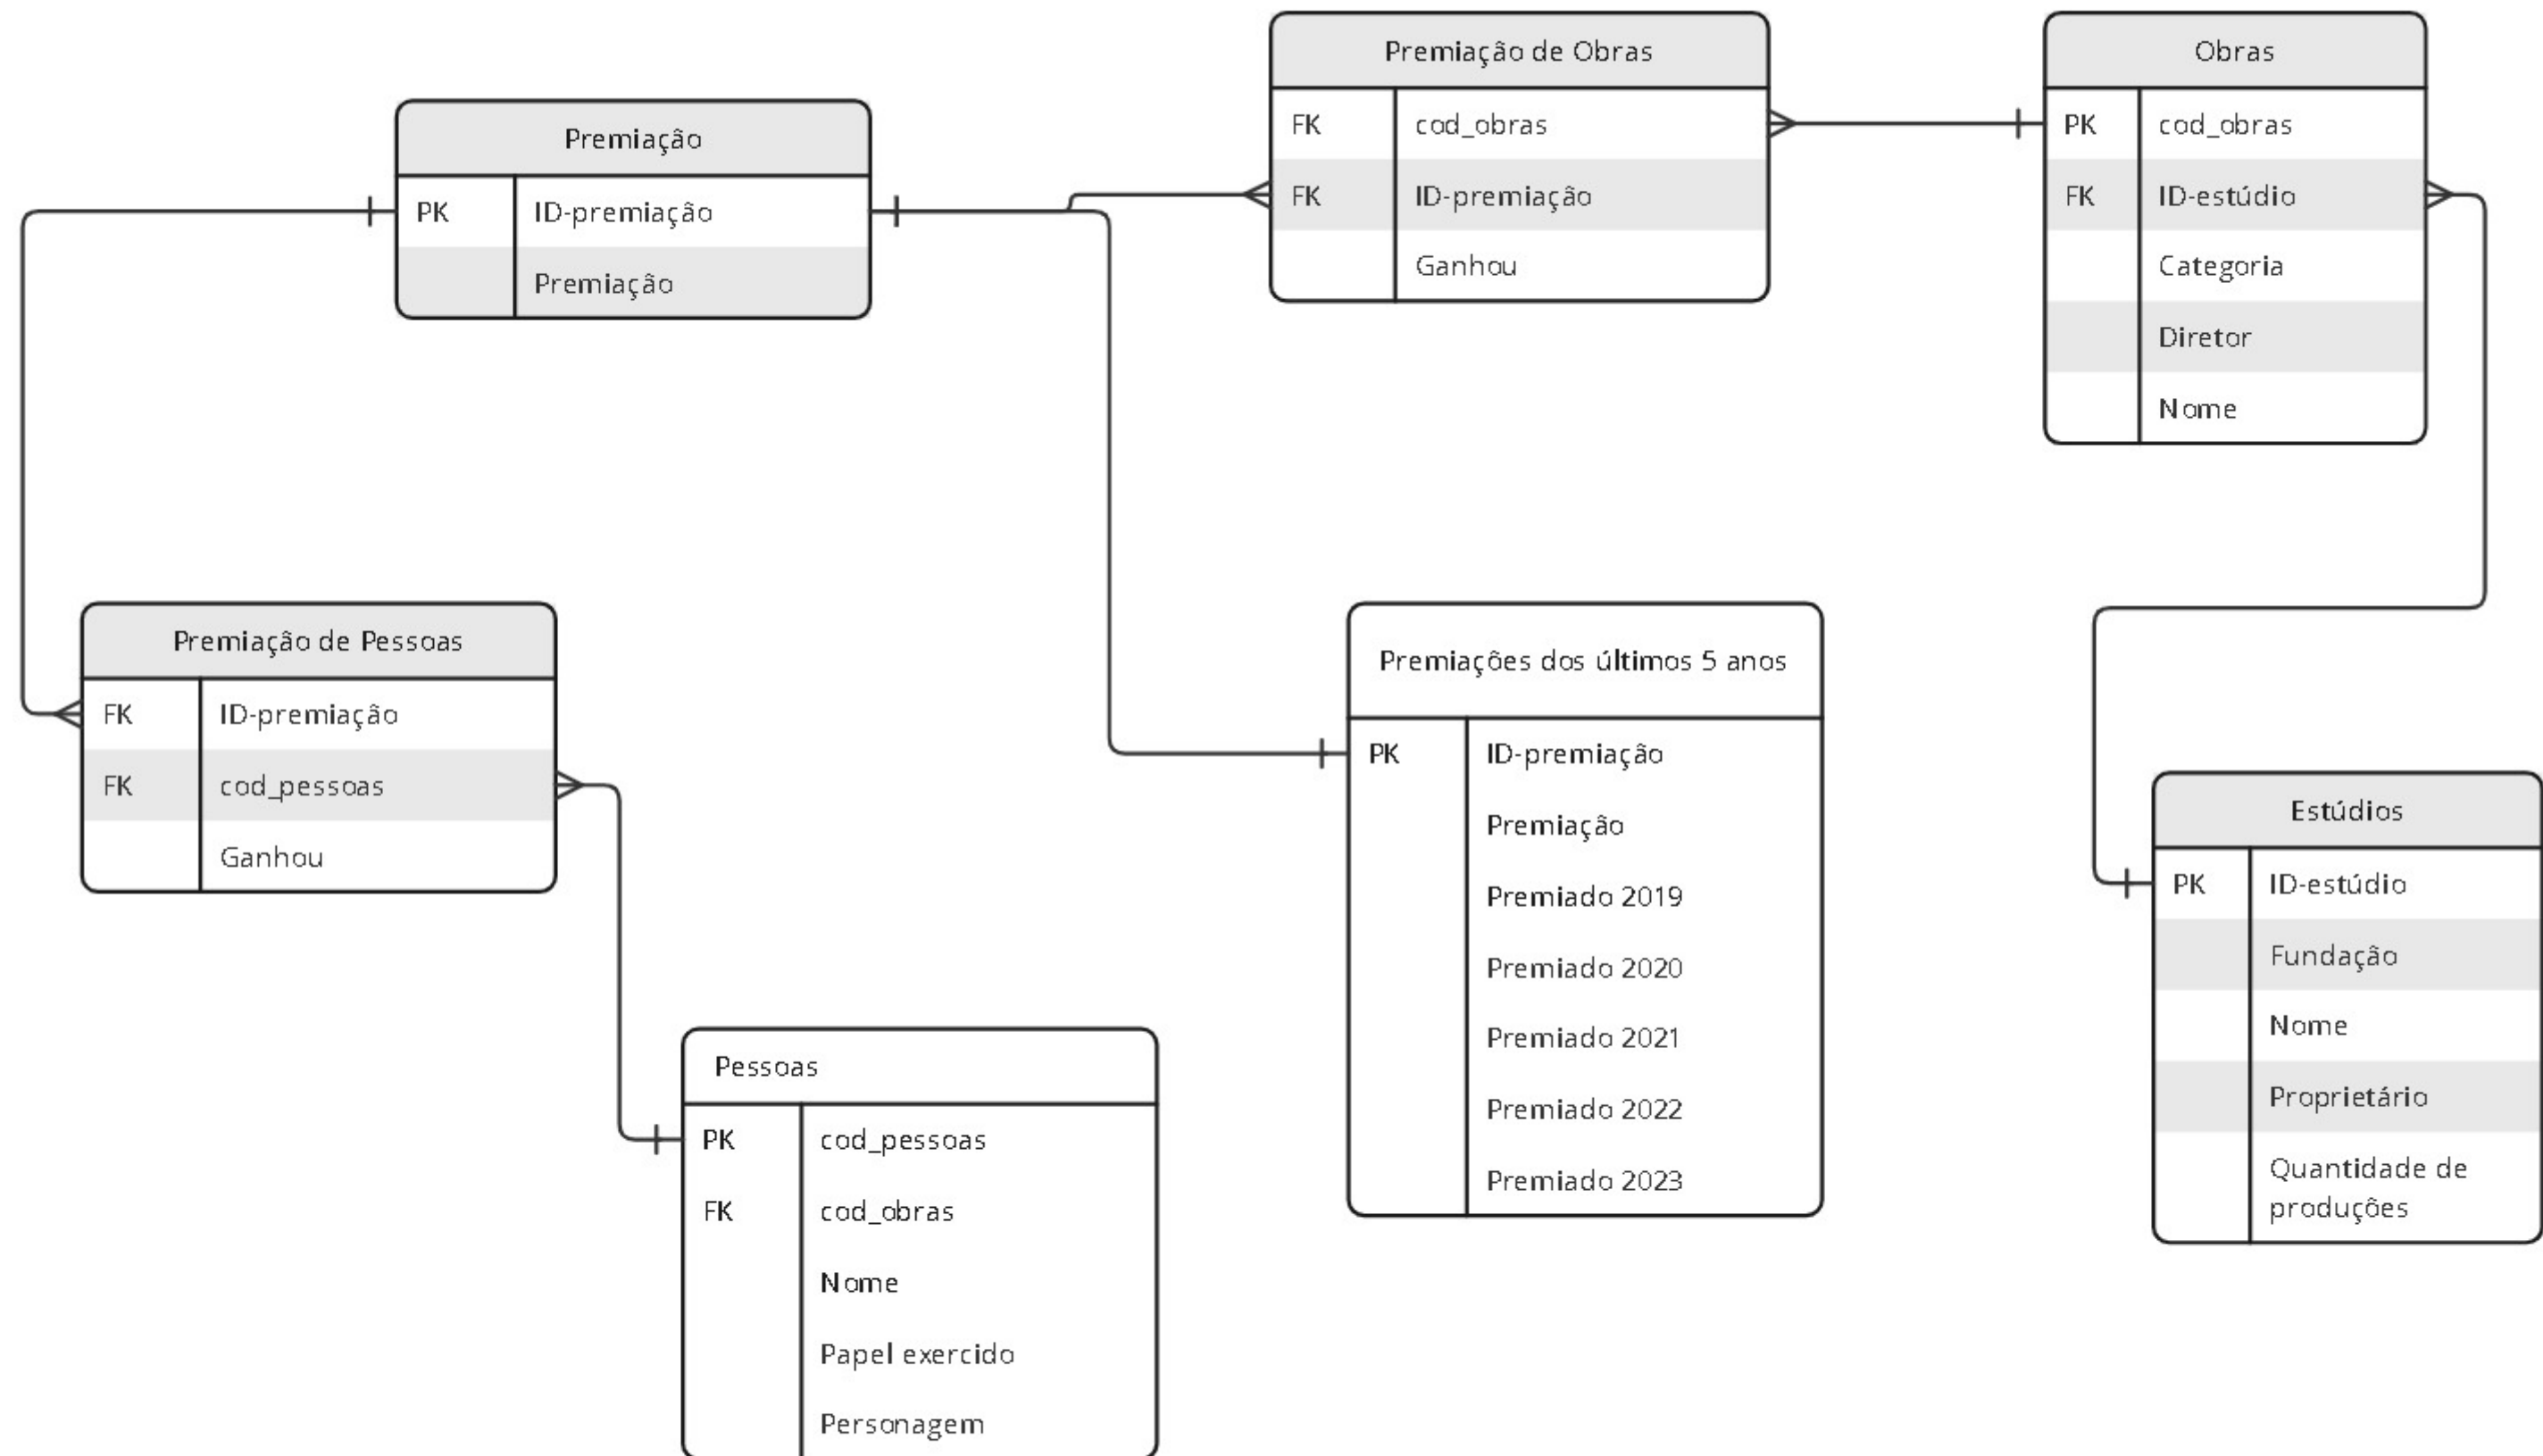 Premiação
PK ID-premiação
Premiação
Premiação de Obras
FK cod_obras
FK ID-premiação
Ganhou
Obras
PK cod_obras
FK ID-estúdio
Categoria
Diretor
Nome
Premiação de Pessoas
FK ID-premiação
FK cod_pessoas
Ganhou
Pessoas
PK cod_pessoas
FK cod_obras
Nome
Papel exercido
Personagem
Premiações dos últimos 5 anos
PK ID-premiação
Premiação
Premiado 2019
Premiado 2020
Premiado 2021
Premiado 2022
Premiado 2023
Estúdios
PK ID-estúdio
Fundação
Nome
Proprietário
Quantidade de
produções